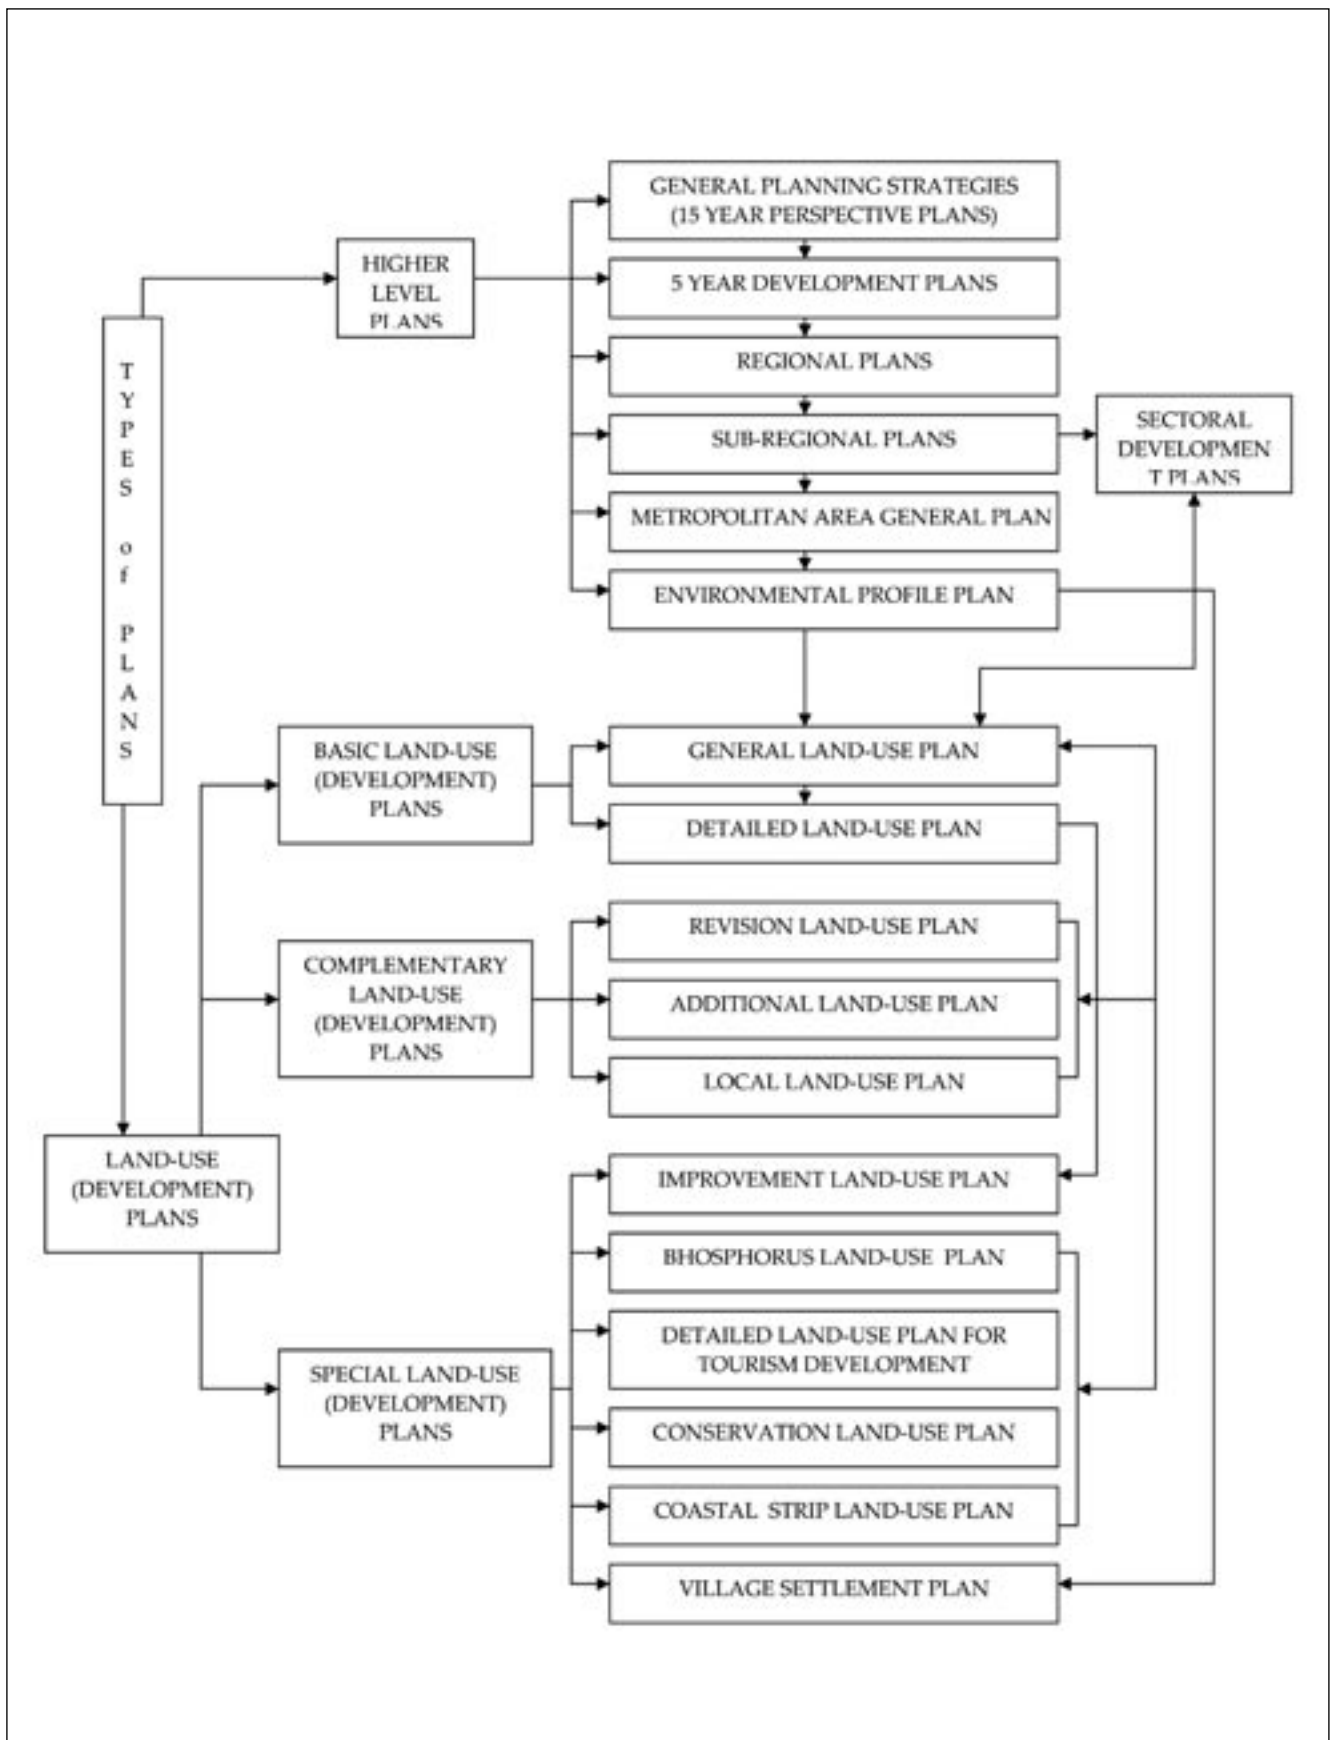 GENERAL PLANNING STRATEGIES
(15 YEAR PERSPECTIVE PLANS)
HIGHER
LEVEL
PLANS
5 YEAR DEVELOPMENT PLANS
REGIONAL PLANS
SUB-REGIONAL PLANS
SECTORAL
DEVELOPMEN
T PLANS
METROPOLITAN AREA GENERAL PLAN
ENVIRONMENTAL PROFILE PLAN
T
Y
P
E
S
o
f
P
L
A
N
S
BASIC LAND-USE
(DEVELOPMENT)
PLANS
GENERAL LAND-USE PLAN
DETAILED LAND-USE PLAN
COMPLEMENTARY
LAND-USE
(DEVELOPMENT)
PLANS
REVISION LAND-USE PLAN
ADDITIONAL LAND-USE PLAN
LOCAL LAND-USE PLAN
LAND-USE
(DEVELOPMENT)
PLANS
SPECIAL LAND-USE
(DEVELOPMENT)
PLANS
IMPROVEMENT LAND-USE PLAN
BHOSPHORUS LAND-USE PLAN
DETAILED LAND-USE PLAN FOR
TOURISM DEVELOPMENT
CONSERVATION LAND-USE PLAN
COASTAL STRIP LAND-USE PLAN
VILLAGE SETTLEMENT PLAN